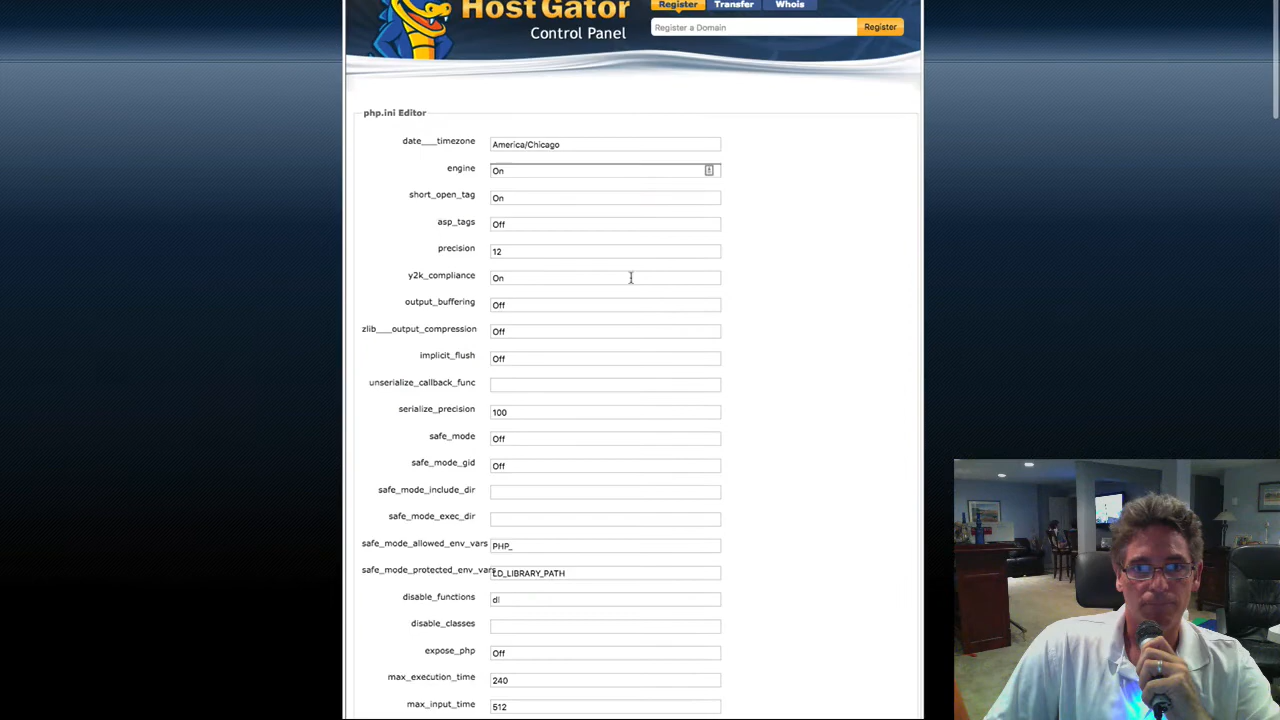 HostGator
Control Panel
Register Transfer Whois
Register a Domain Register
php.ini Editor
date___timezone America/Chicago
engine On
short_open_tag On
asp_tags Off
precision 12
y2k_compliance On
output_buffering Off
zlib___output_compression Off
implicit_flush Off
unserialize_callback_func
serialize_precision 100
safe_mode Off
safe_mode_gid Off
safe_mode_include_dir
safe_mode_exec_dir
safe_mode_allowed_env_vars PHP_
safe_mode_protected_env_vars LD_LIBRARY_PATH
disable_functions dl
disable_classes
expose_php Off
max_execution_time 240
max_input_time 512